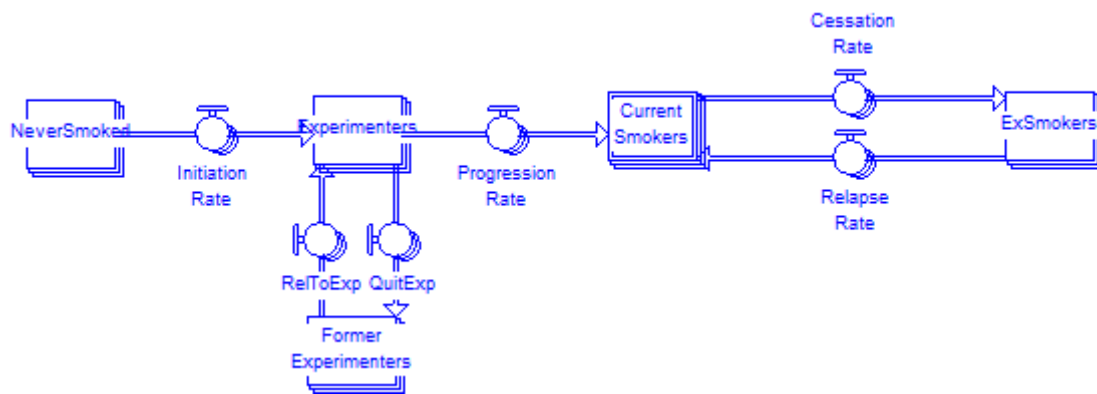 Cessation
Rate
NeverSmoked
Experimenters
Current
Smokers
ExSmokers
Initiation
Rate
Progression
Rate
Relapse
Rate
RelToExp
QuitExp
Former
Experimenters